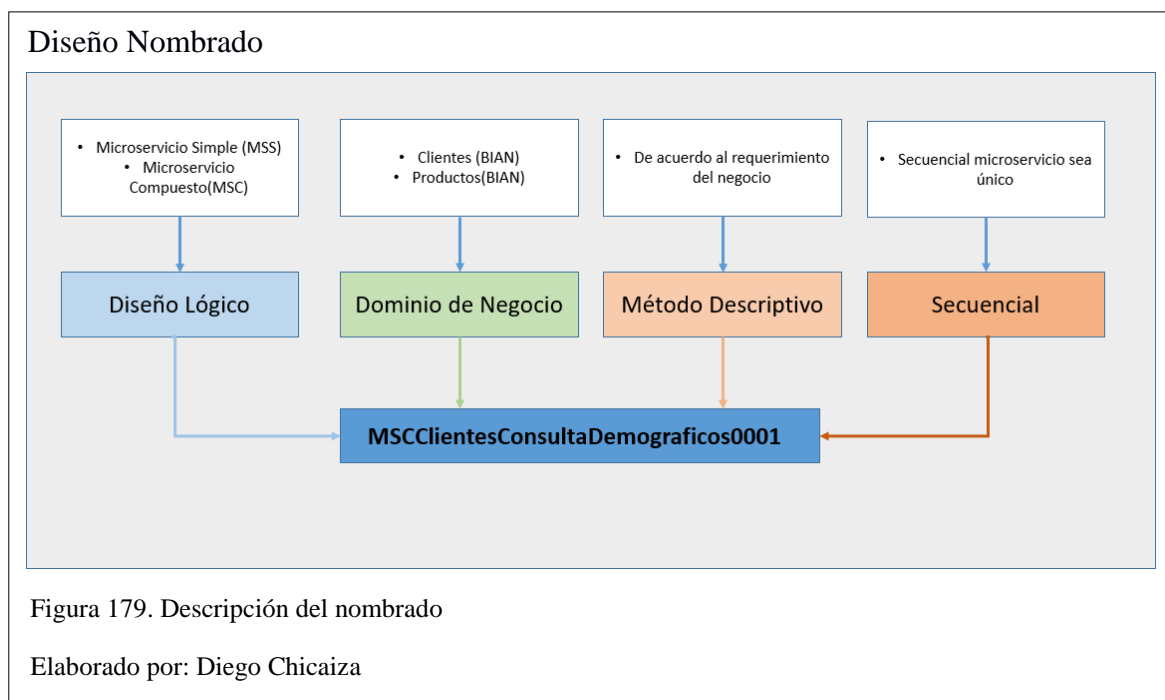 Diseño Nombrado
• Microservicio Simple (MSS)
• Microservicio
Compuesto(MSC)
• Clientes (BIAN)
• Productos(BIAN)
• De acuerdo al requerimiento
del negocio
• Secuencial microservicio sea
único
Diseño Lógico
Dominio de Negocio
Método Descriptivo
Secuencial
MSCClientesConsultaDemograficos0001
Figura 179. Descripción del nombrado
Elaborado por: Diego Chicaiza